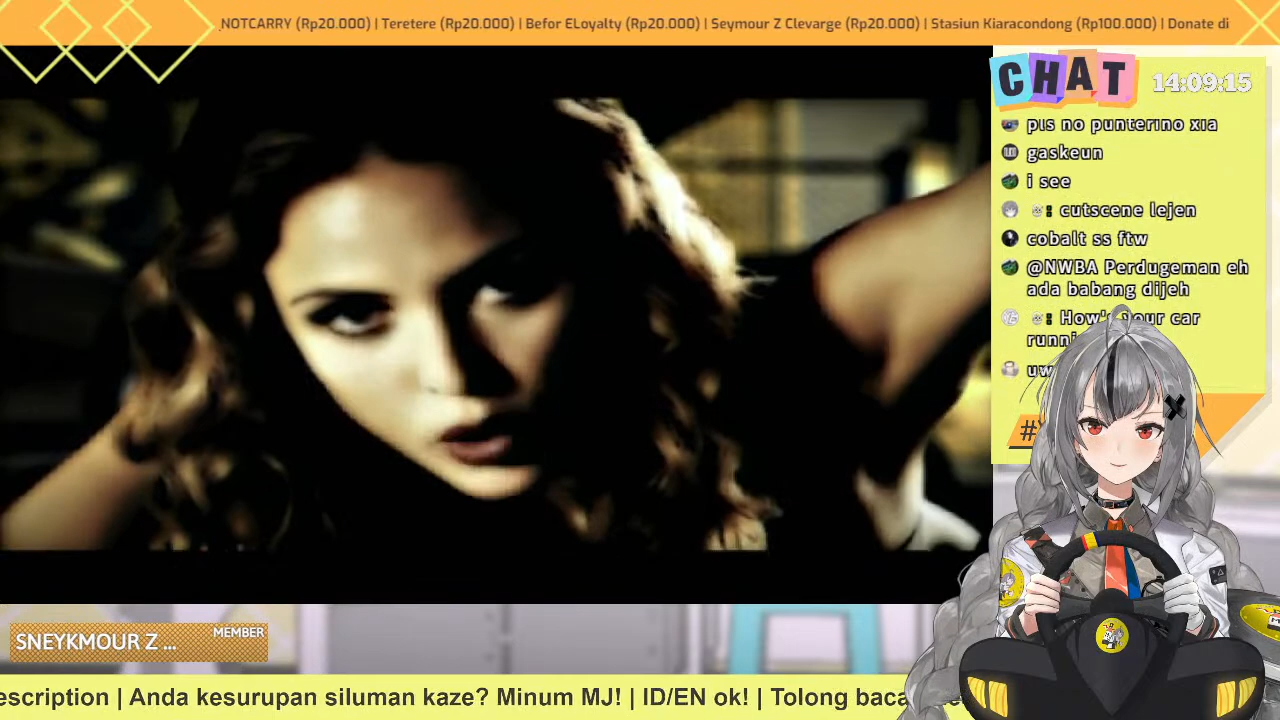 NOTCARRY (Rp20.000) | Teretere (Rp20.000) | Befor ELoyalty (Rp20.000) | Seymour Z Clevarge (Rp20.000) | Stasiun Kiaracondong (Rp100.000) | Donate di
CHAT 14:09:15
pls no punterino xia
gaskeun
i see
cutscene lejen
cobalt ss ftw
@NWBA Perdugeman eh
ada babang dijeh
How's your car
runni
uw
SNEYKMOUR Z ... MEMBER
escription | Anda kesurupan siluman kaze? Minum MJ! | ID/EN ok! | Tolong baca